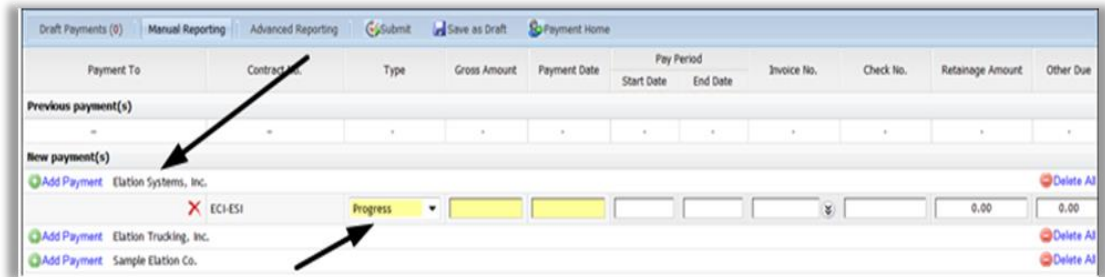 Draft Payments (0) Manual Reporting Advanced Reporting Submit Save as Draft Payment Home
Payment To Contract No. Type Gross Amount Payment Date Pay Period Invoice No. Check No. Retainage Amount Other Due
Start Date End Date
Previous payment(s)
New payment(s)
Add Payment Elation Systems, Inc. Delete All
ECI-ESI Progress 0.00 0.00
Add Payment Elation Trucking, Inc. Delete All
Add Payment Sample Elation Co. Delete All